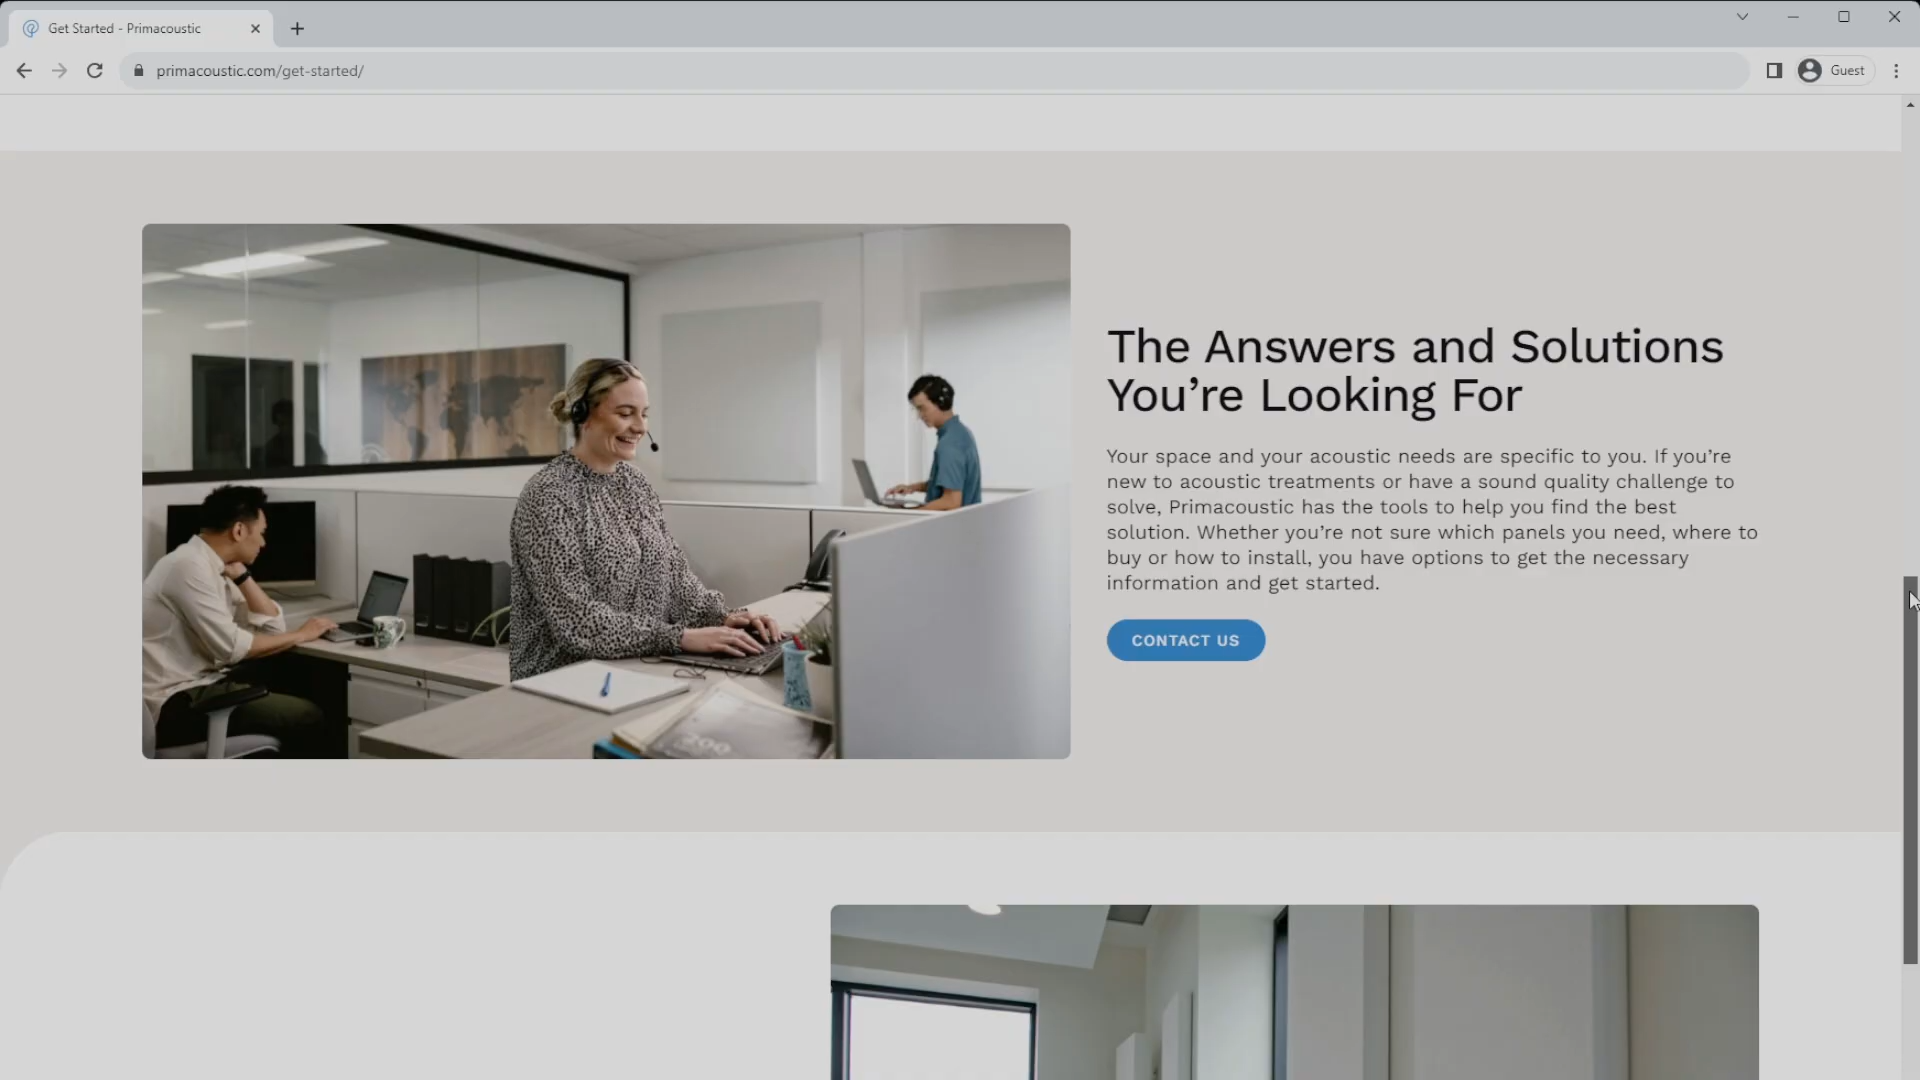 Get Started - Primacoustic
primacoustic.com/get-started/
Guest
The Answers and Solutions
You’re Looking For
Your space and your acoustic needs are specific to you. If you’re
new to acoustic treatments or have a sound quality challenge to
solve, Primacoustic has the tools to help you find the best
solution. Whether you’re not sure which panels you need, where to
buy or how to install, you have options to get the necessary
information and get started.
CONTACT US
200